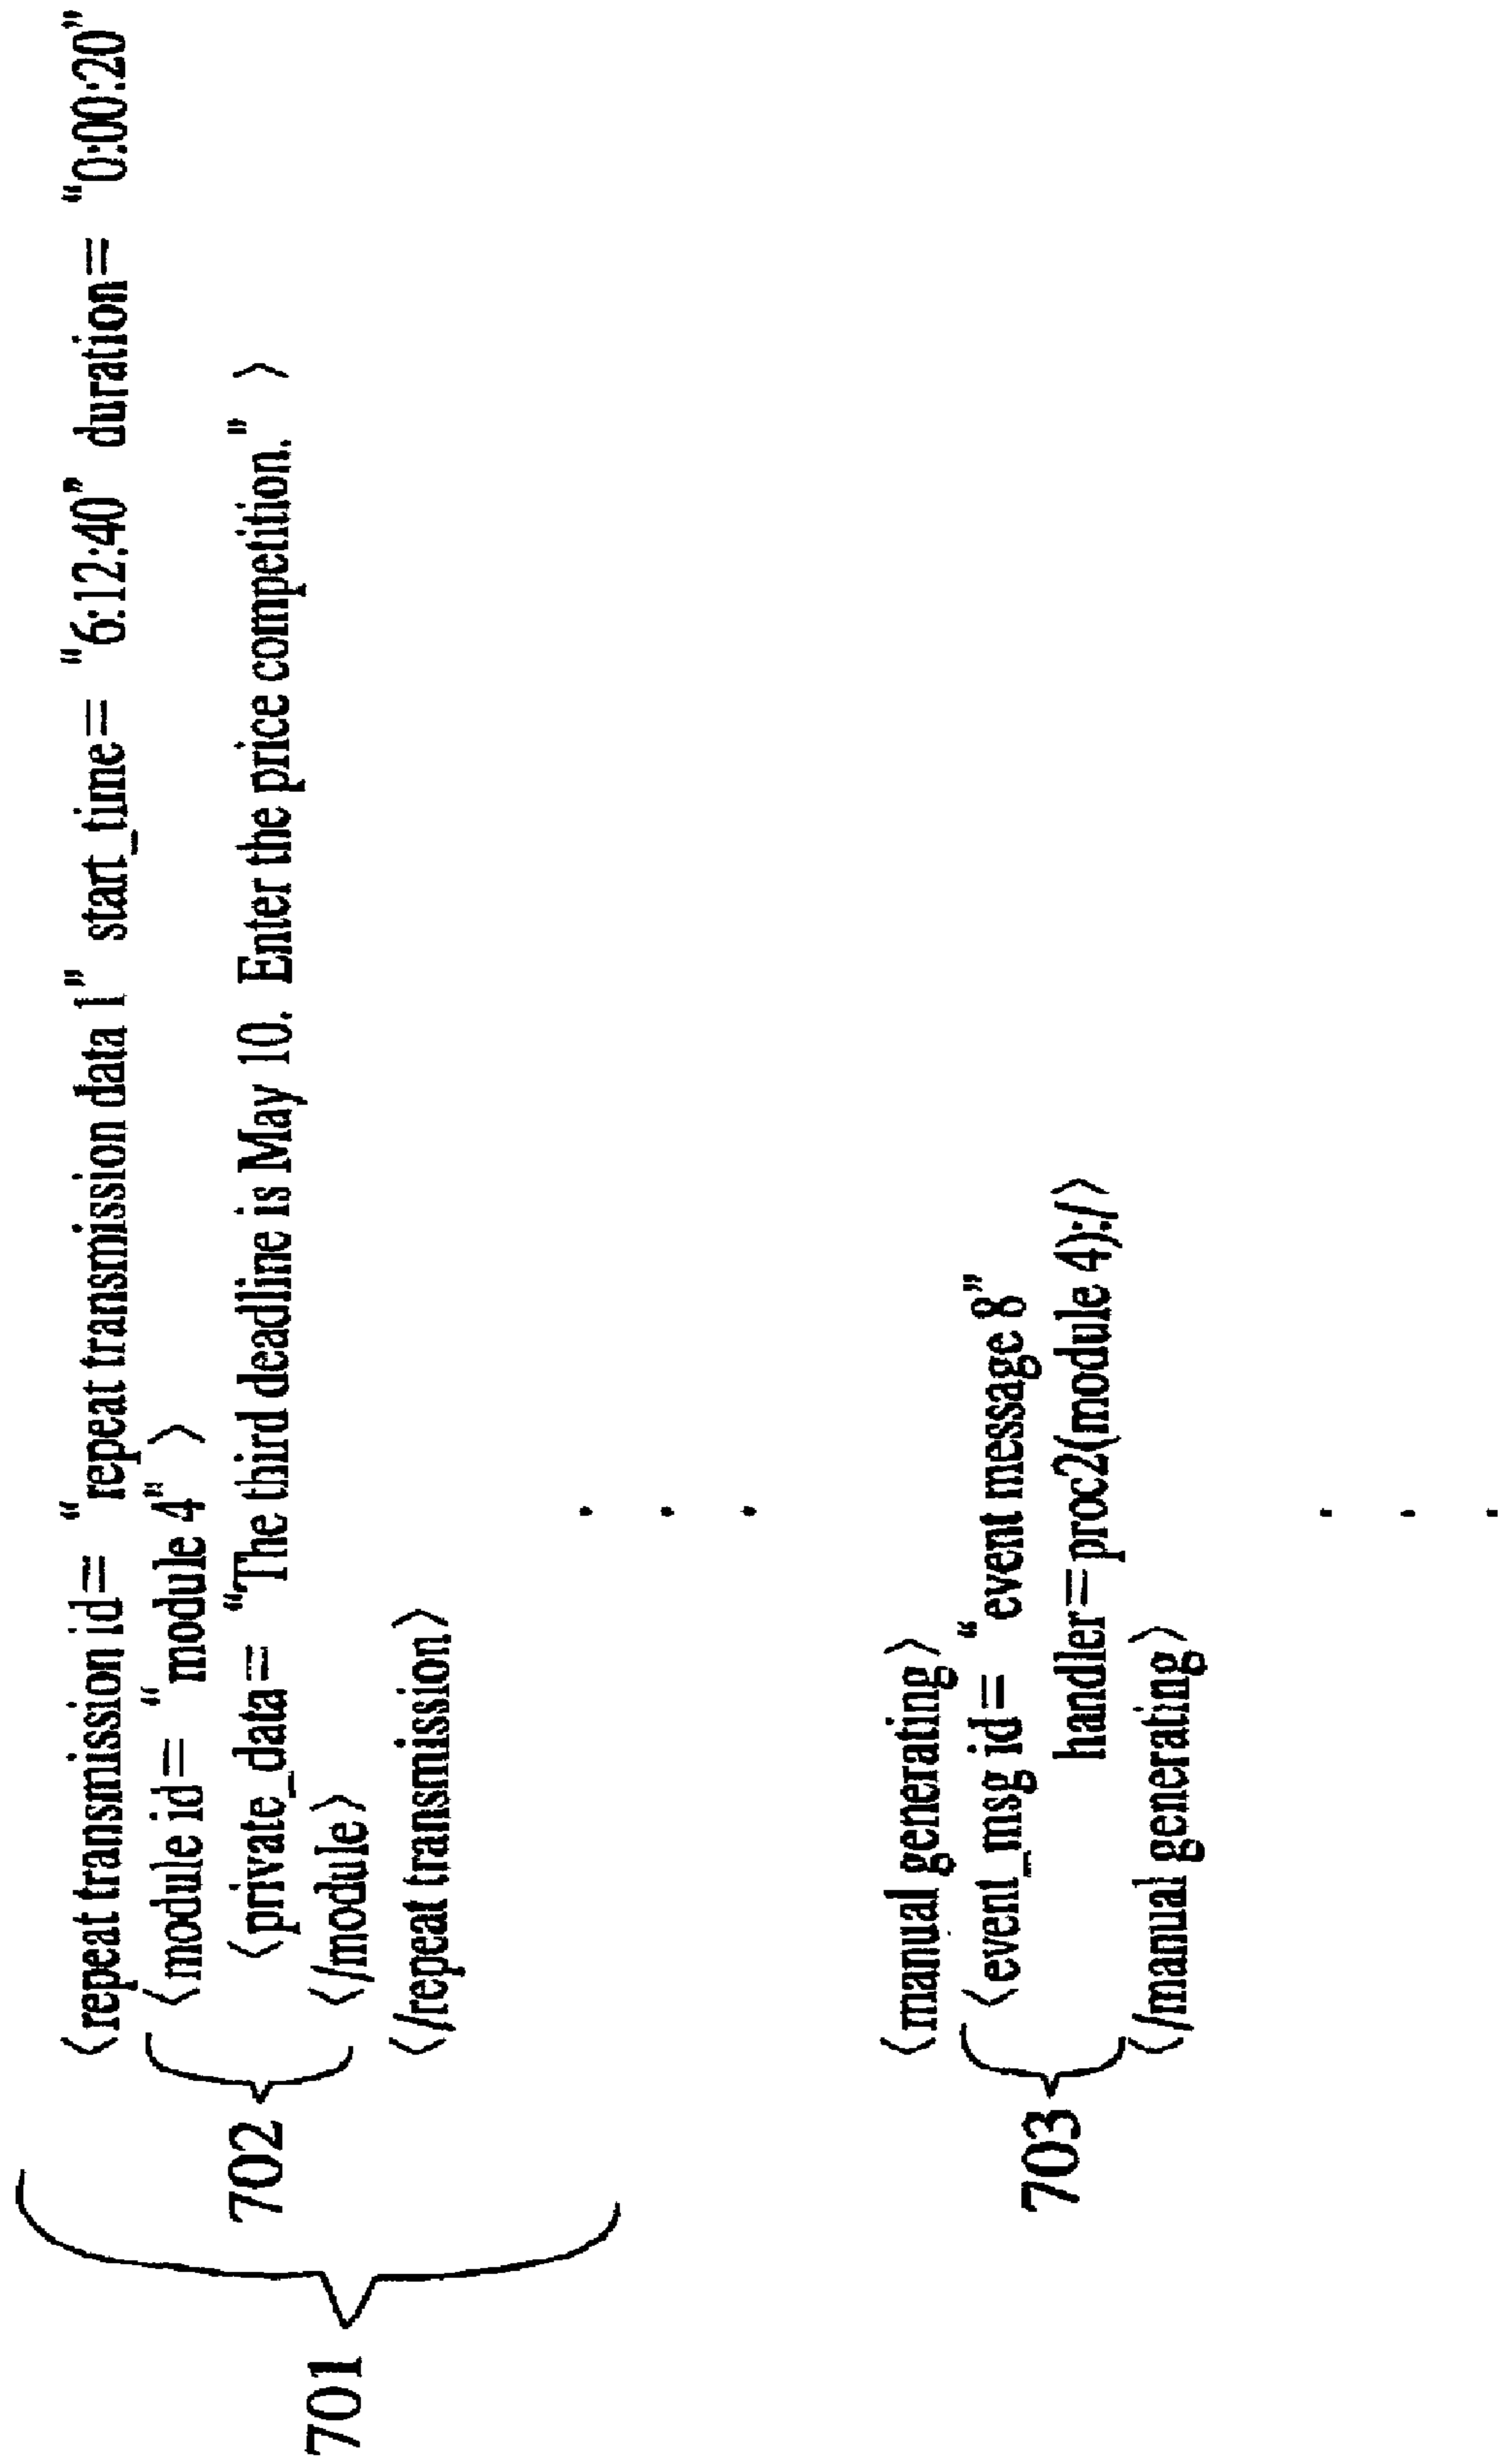 <repeat transmission id= "repeat transmission data 1" start_time= "6:12:40" duration= "0:00:20"
<module id= "module 4" >
702
<private_data= "The third deadline is May 10. Enter the price competition." >
</module>
701
</repeat transmission>
<manual generating>
<event_msg id= "event message 8"
703
handler=proc2(module 4);/>
</manual generating>